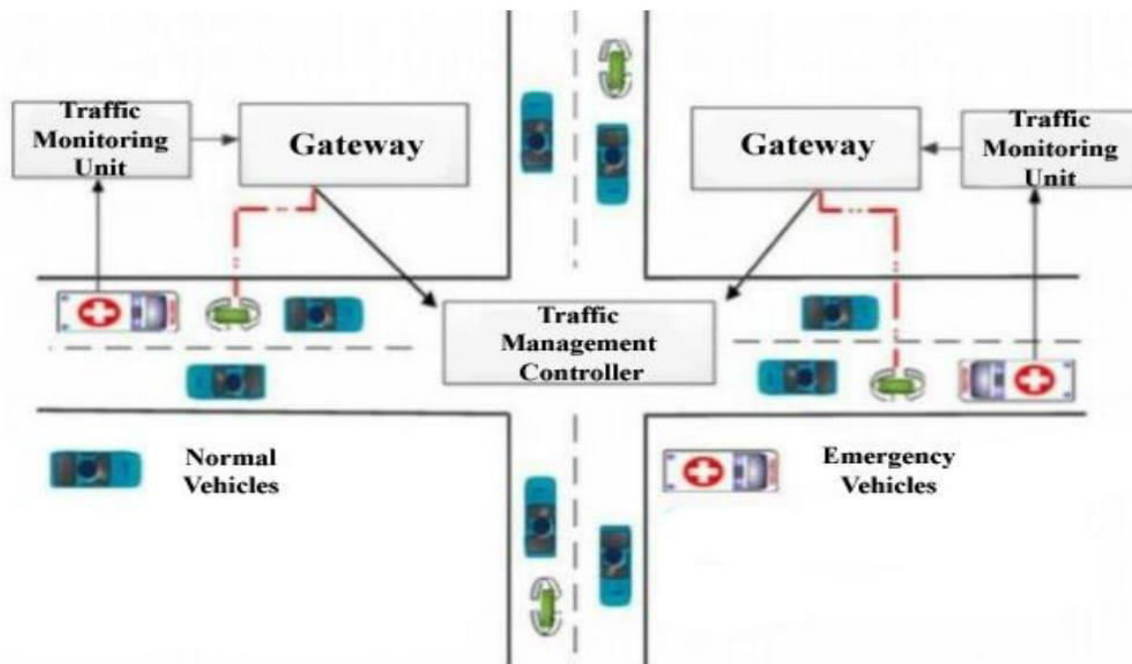 Traffic
Monitoring
Unit
Gateway
Gateway
Traffic
Monitoring
Unit
Traffic
Management
Controller
Normal
Vehicles
Emergency
Vehicles